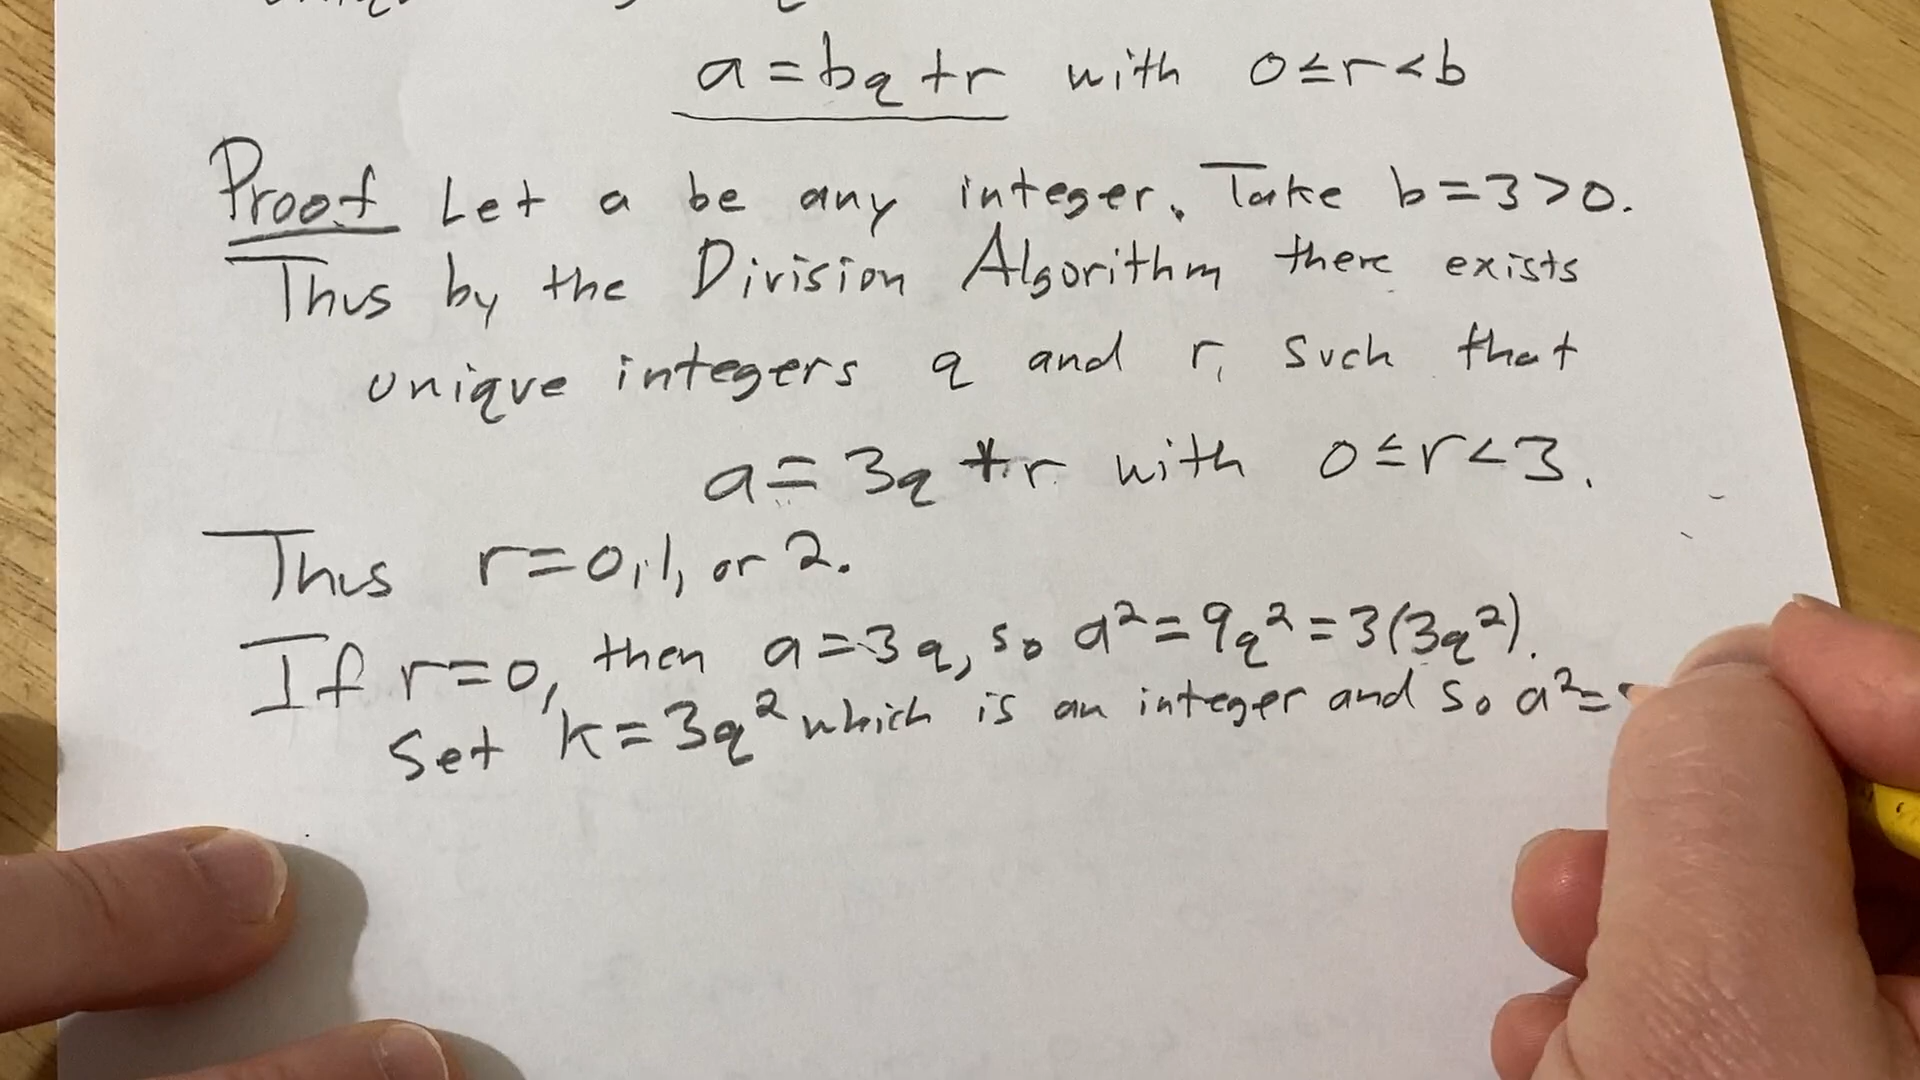 a = bq + r with 0 ≤ r < b
Proof Let a be any integer. Take b = 3 > 0.
Thus by the Division Algorithm there exists
unique integers q and r, such that
a = 3q + r with 0 ≤ r < 3.
Thus r = 0, 1, or 2.
If r = 0, then a = 3q, so a² = 9q² = 3(3q²).
Set k = 3q² which is an integer and so a² =